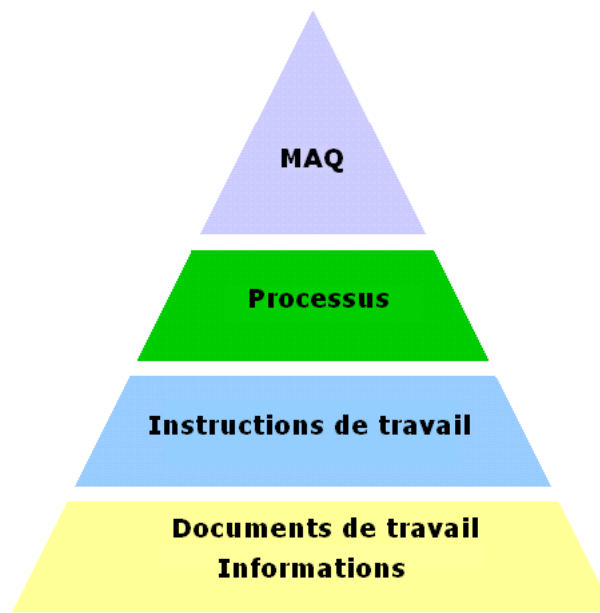 MAQ
Processus
Instructions de travail
Documents de travail
Informations